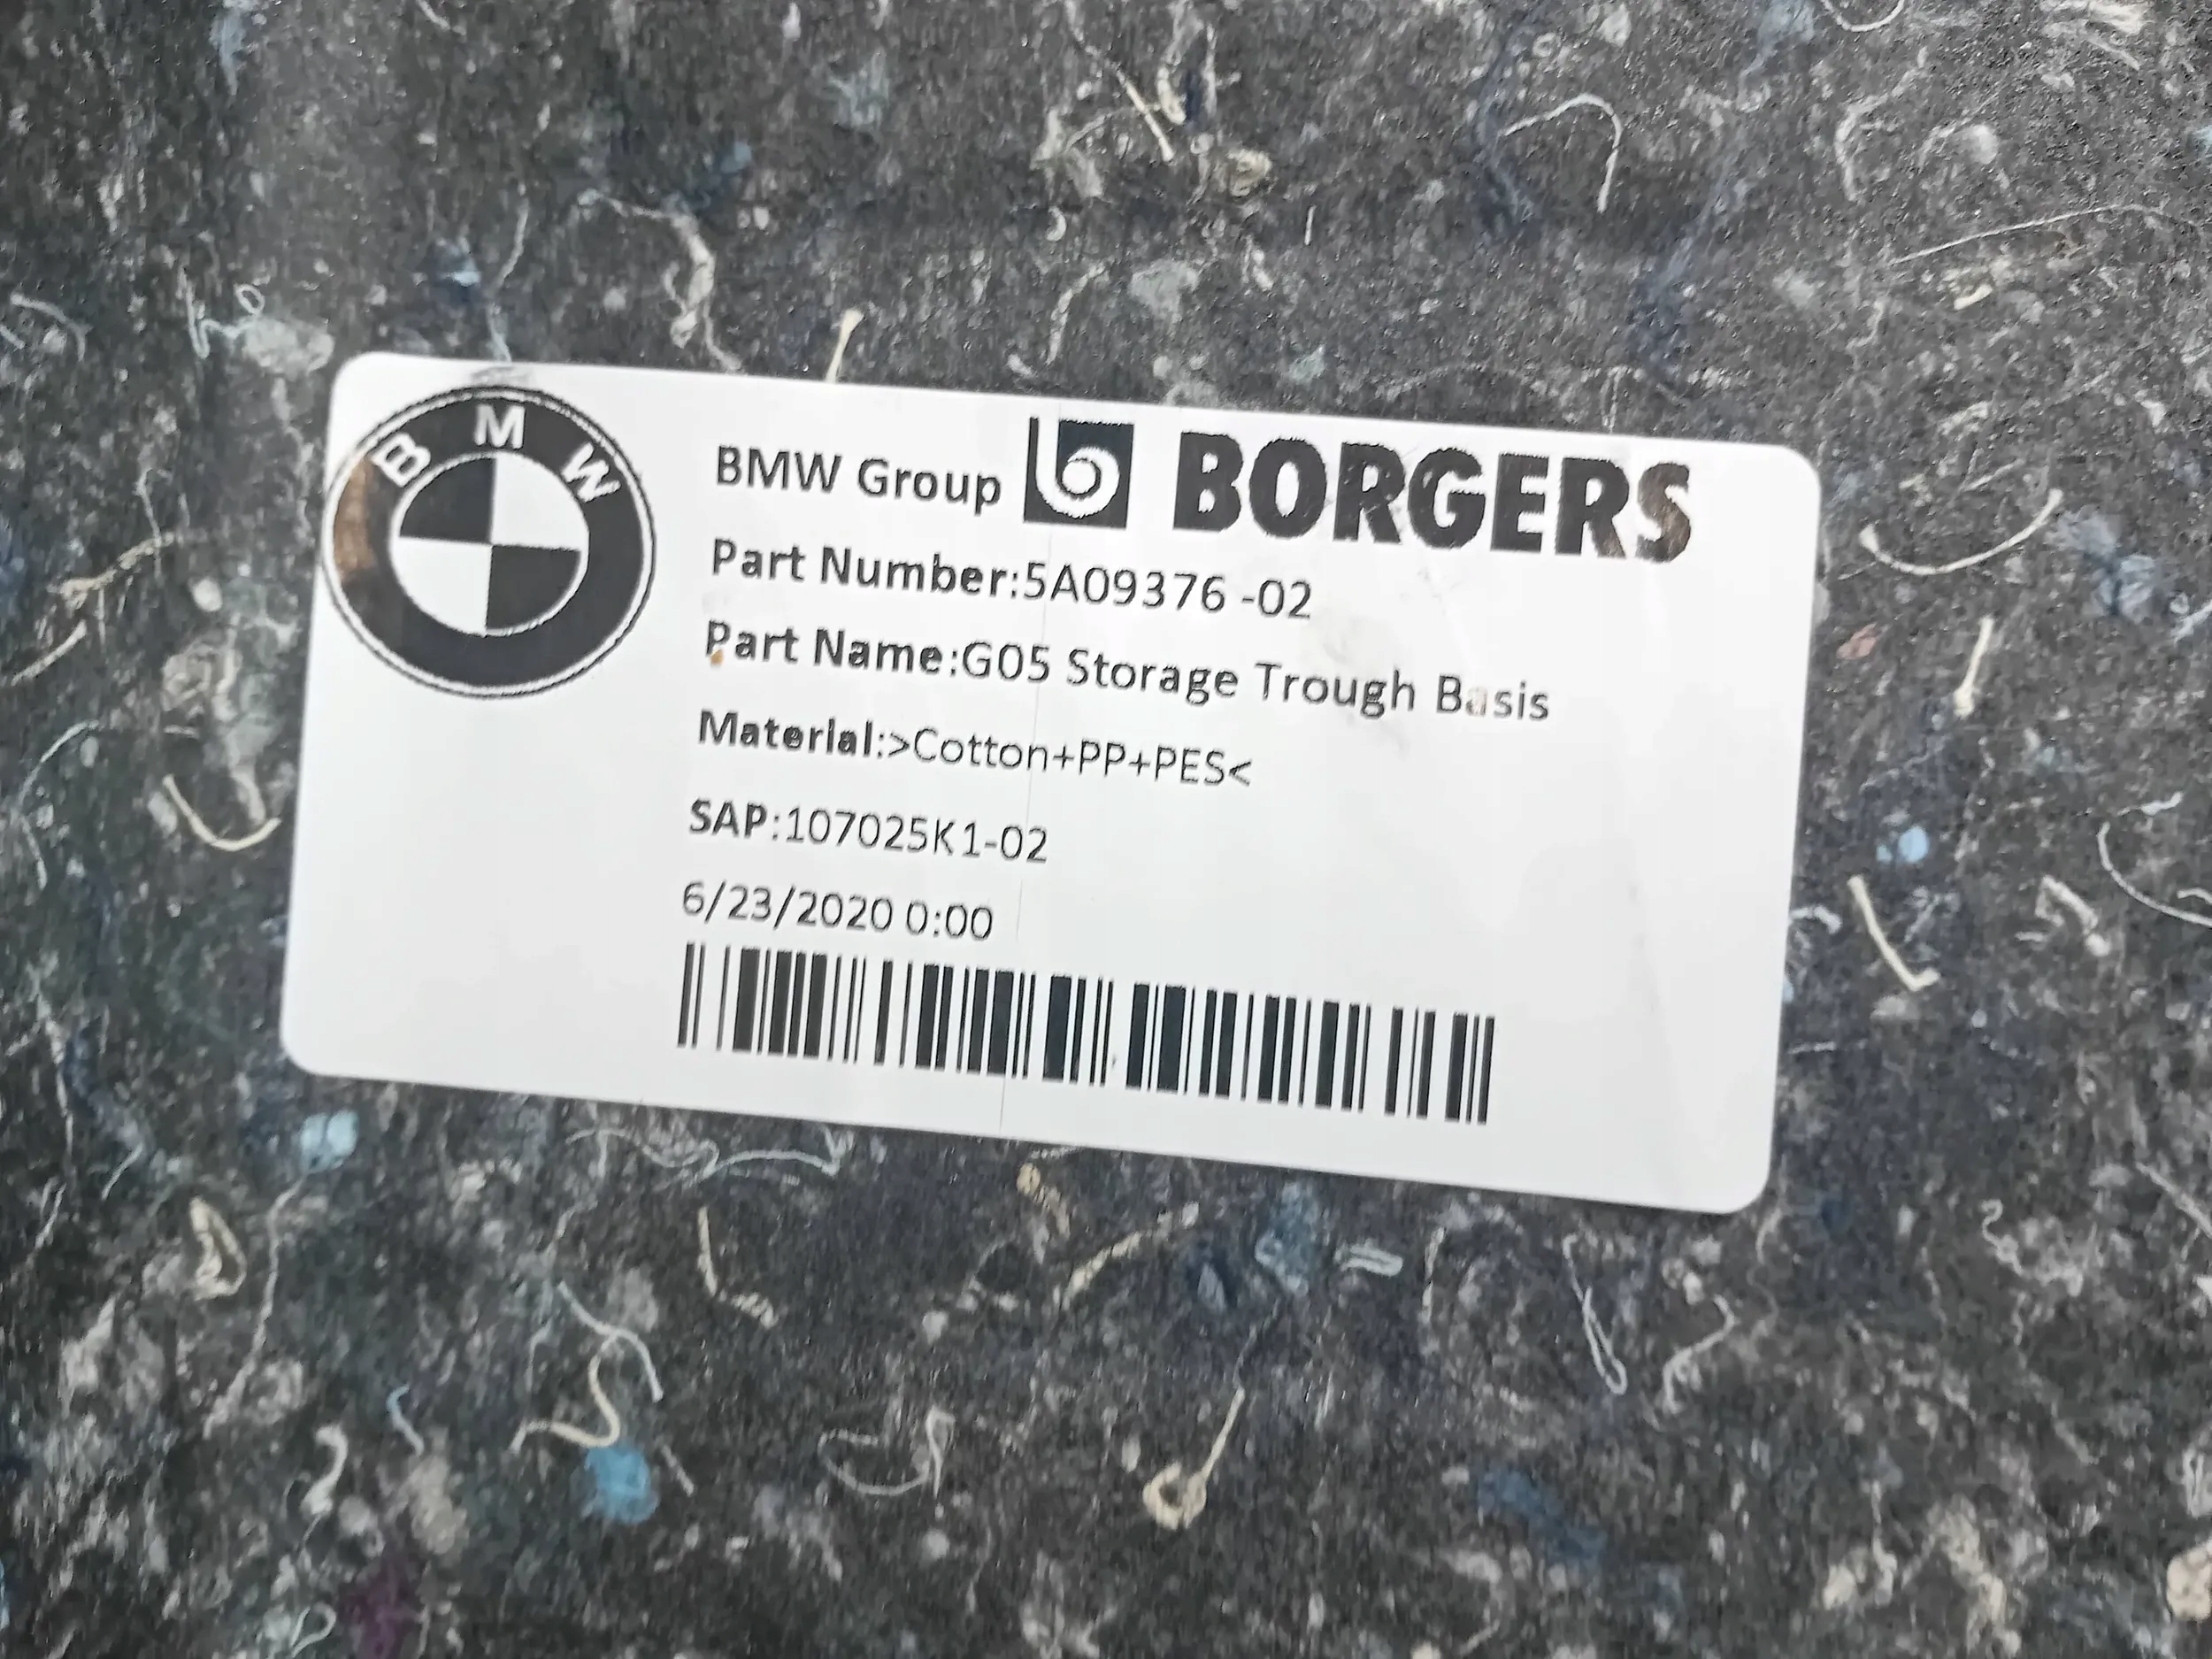 BMW
BMW Group BORGERS
Part Number:5A09376 -02
Part Name:G05 Storage Trough Basis
Material:>Cotton+PP+PES<
SAP:107025K1-02
6/23/2020 0:00